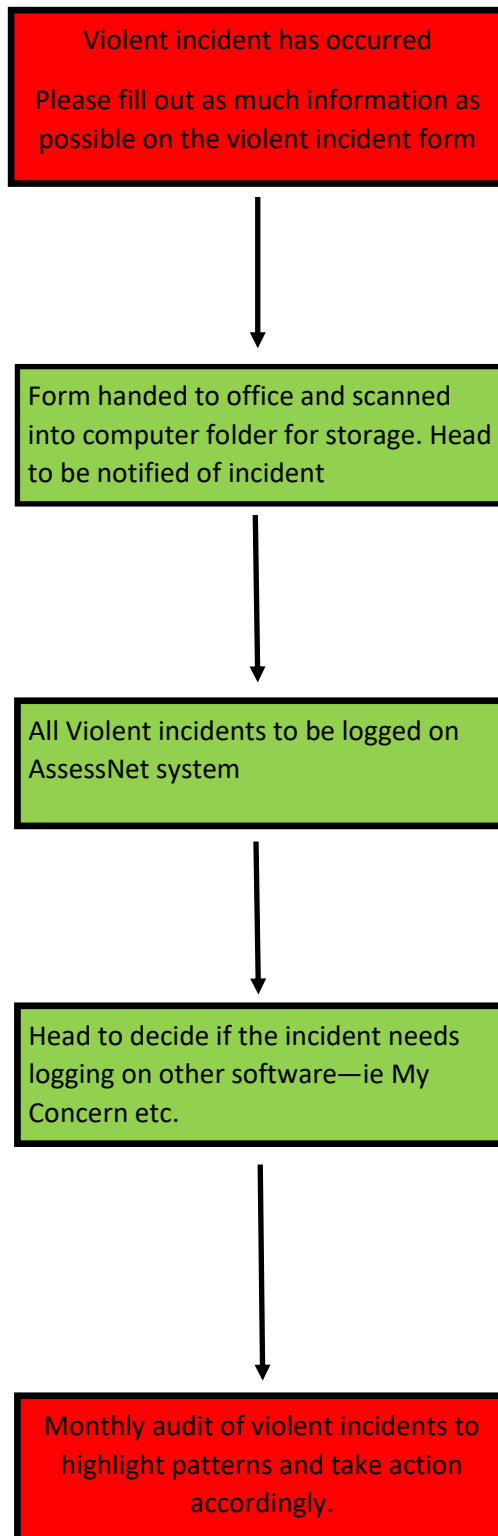 Violent incident has occurred
Please fill out as much information as
possible on the violent incident form
Form handed to office and scanned
into computer folder for storage. Head
to be notified of incident
All Violent incidents to be logged on
AssessNet system
Head to decide if the incident needs
logging on other software—ie My
Concern etc.
Monthly audit of violent incidents to
highlight patterns and take action
accordingly.